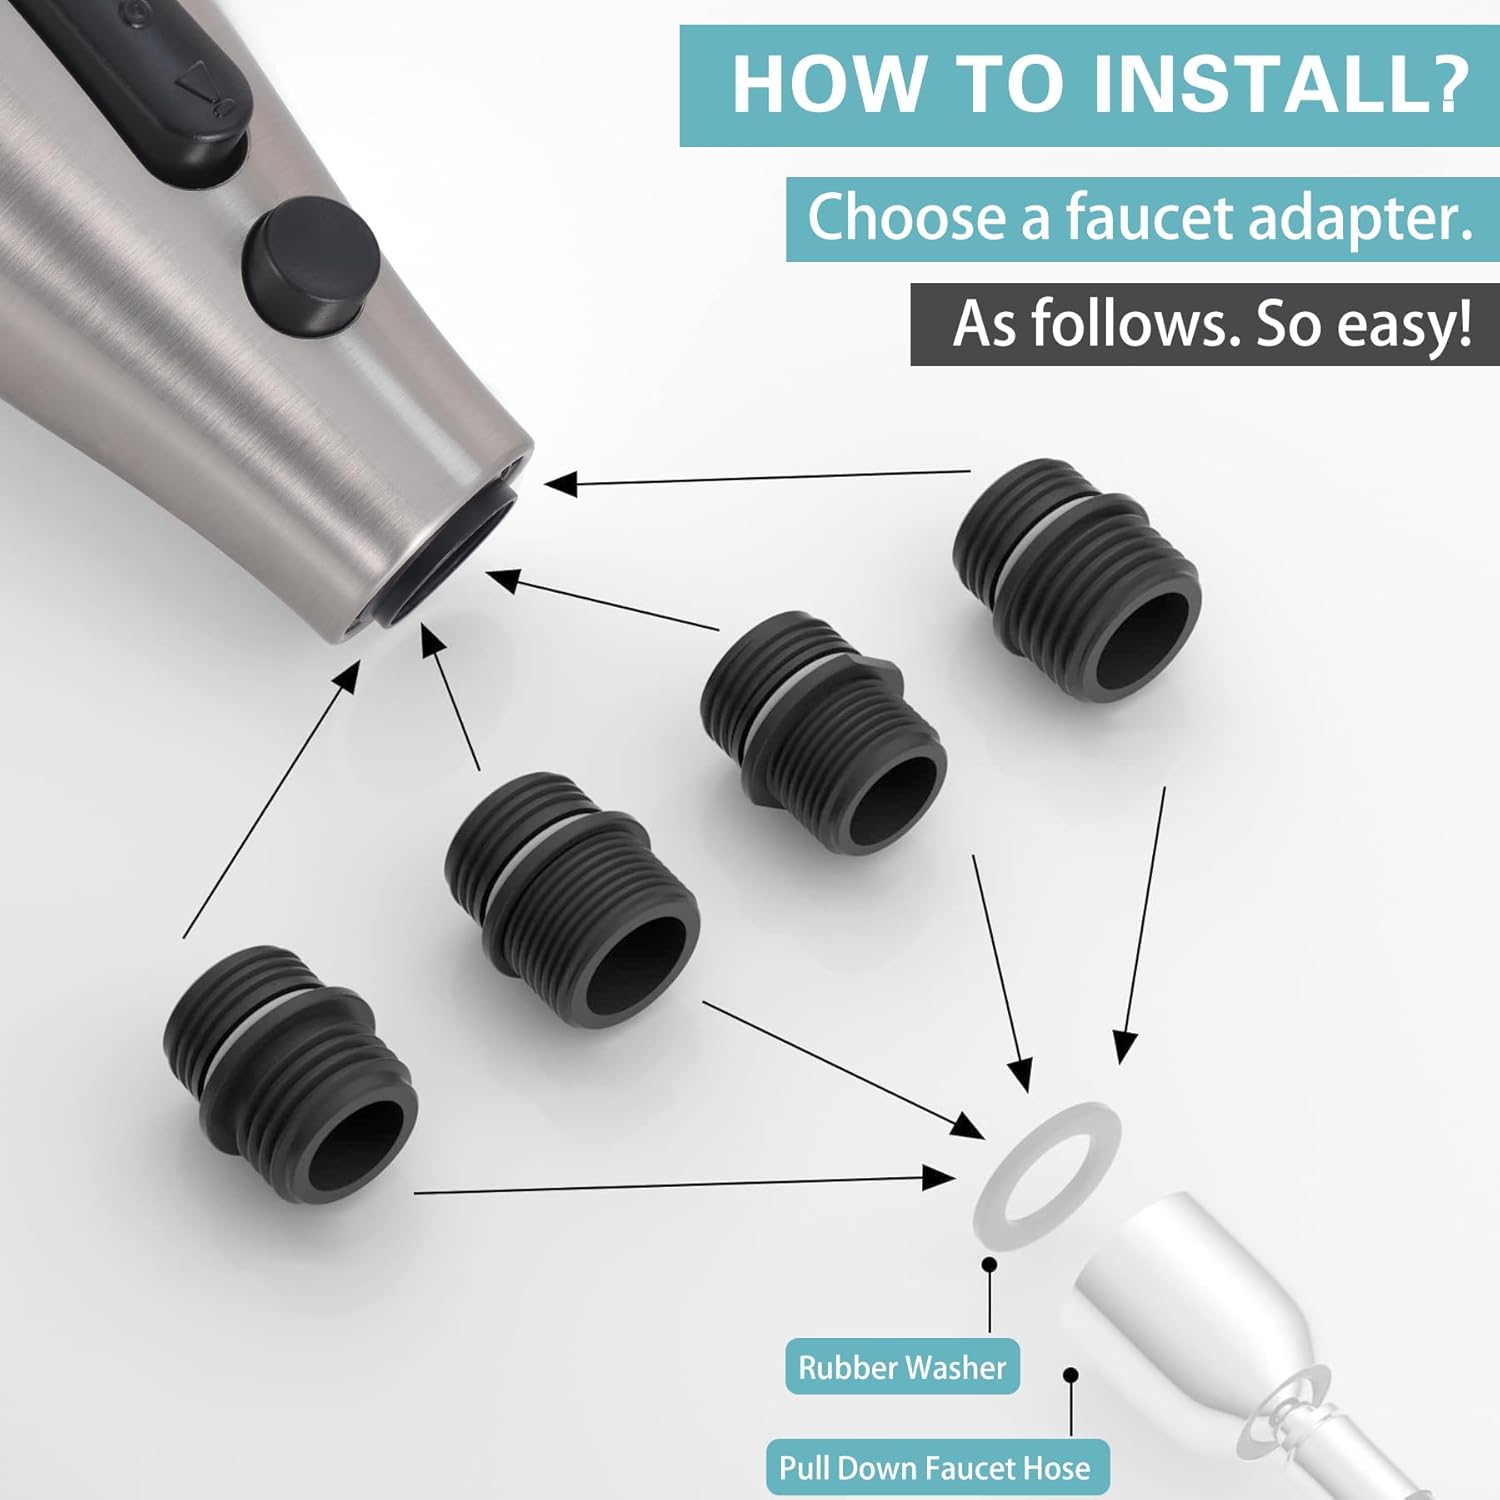 HOW TO INSTALL?
Choose a faucet adapter.
As follows. So easy!
Rubber Washer
Pull Down Faucet Hose